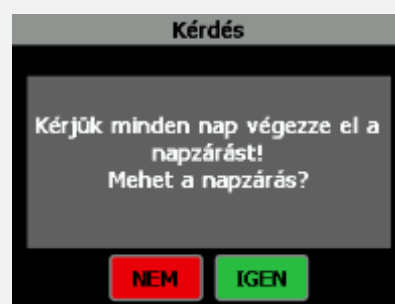 Kérdés
Kérjük minden nap végezze el a
napzárást!
Mehet a napzárás?
NEM
IGEN